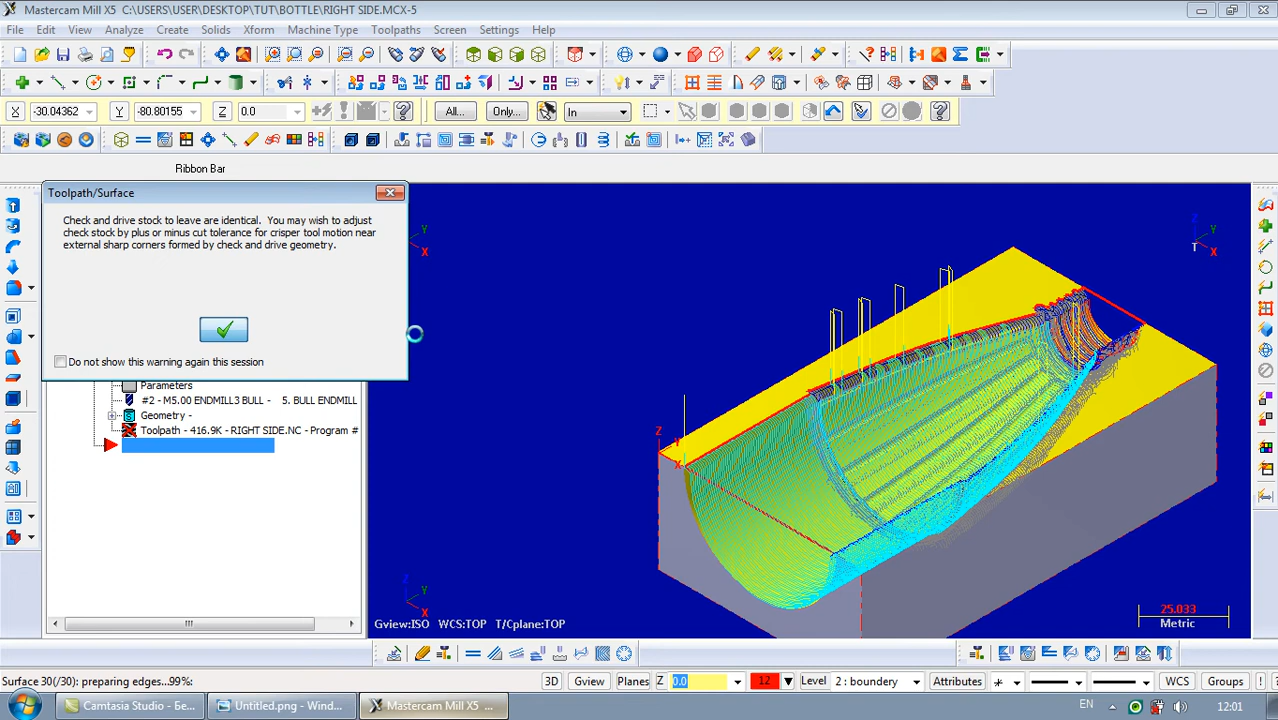 Mastercam Mill X5 C:\USERS\USER\DESKTOP\TUT\BOTTLE\RIGHT SIDE.MCX-5
File Edit View Analyze Create Solids Xform Machine Type Toolpaths Screen Settings Help
X -30.04362 Y -80.80155 Z 0.0 All... Only... In
Ribbon Bar
Toolpath/Surface
Check and drive stock to leave are identical. You may wish to adjust
check stock by plus or minus cut tolerance for crisper tool motion near
external sharp corners formed by check and drive geometry.
Do not show this warning again this session
Parameters
#2 - M5.00 ENDMILL3 BULL - 5. BULL ENDMILL
Geometry -
Toolpath - 416.9K - RIGHT SIDE.NC - Program #
Y
X
Z
Y
T
X
Z
Y
X
Z
Y
X
25.033
Metric
Gview:ISO WCS:TOP T/Cplane:TOP
Surface 30/(30); preparing edges...99%; 3D Gview Planes Z 0.0 12 Level 2 : boundary Attributes WCS Groups
Camtasia Studio - Бе... Untitled.png - Wind... Mastercam Mill X5 ... EN 12:01